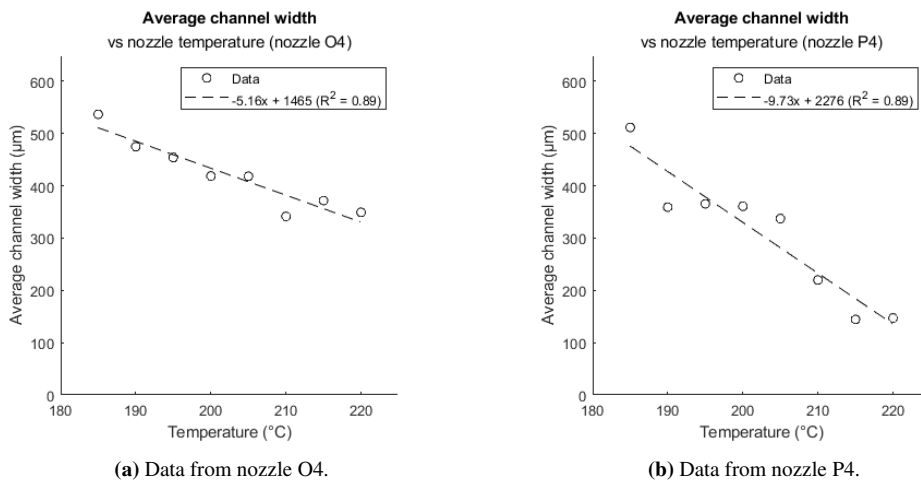 Average channel width
vs nozzle temperature (nozzle O4)
600
500
400
300
200
100
0
Average channel width (µm)
Data
-5.16x + 1465 (R² = 0.89)
180
190
200
210
220
Temperature (°C)
(a) Data from nozzle O4.
Average channel width
vs nozzle temperature (nozzle P4)
600
500
400
300
200
100
0
Average channel width (µm)
Data
-9.73x + 2276 (R² = 0.89)
180
190
200
210
220
Temperature (°C)
(b) Data from nozzle P4.